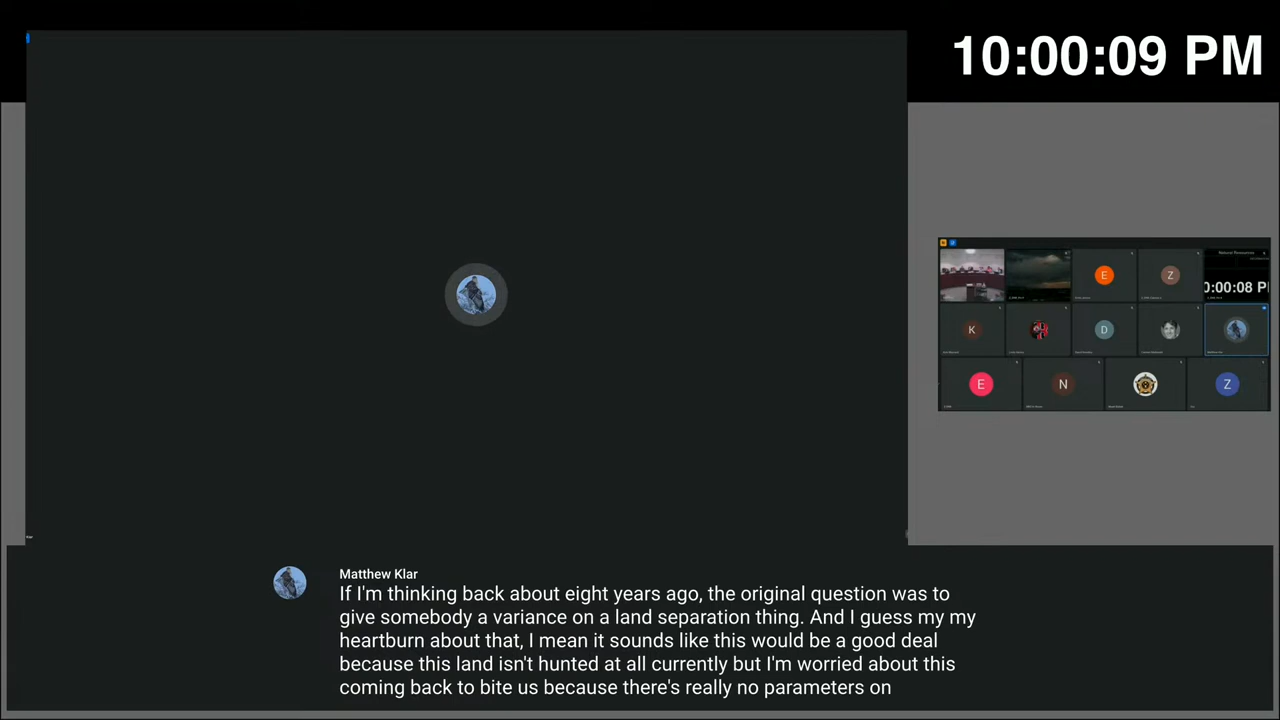 10:00:09 PM
Natural Resources
0:00:08 P
E
Z
K
D
E
N
Z
Matthew Klar
If I'm thinking back about eight years ago, the original question was to
give somebody a variance on a land separation thing. And I guess my my
heartburn about that, I mean it sounds like this would be a good deal
because this land isn't hunted at all currently but I'm worried about this
coming back to bite us because there's really no parameters on